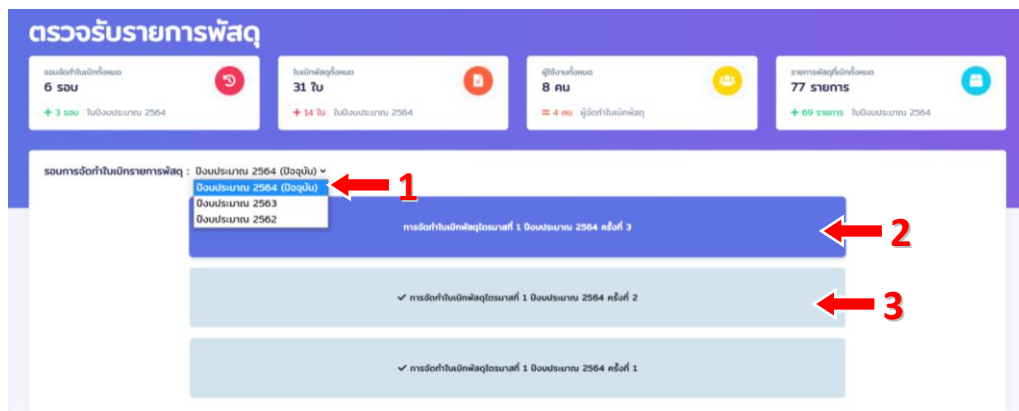 ตรวจรับรายการพัสดุ
รอบจัดทำใบเบิกทั้งหมด
6 รอบ
+ 3 รอบ ในปีงบประมาณ 2564
ใบเบิกพัสดุทั้งหมด
31 ใบ
+ 14 ใบ ในปีงบประมาณ 2564
ผู้ใช้งานทั้งหมด
8 คน
= 4 คน ผู้จัดทำใบเบิกพัสดุ
รายการพัสดุที่เบิกทั้งหมด
77 รายการ
+ 69 รายการ ในปีงบประมาณ 2564
รอบการจัดทำใบเบิกรายการพัสดุ : ปีงบประมาณ 2564 (ปัจจุบัน)
ปีงบประมาณ 2564 (ปัจจุบัน)
1
ปีงบประมาณ 2563
ปีงบประมาณ 2562
การจัดทำใบเบิกพัสดุไตรมาสที่ 1 ปีงบประมาณ 2564 ครั้งที่ 3
2
✓ การจัดทำใบเบิกพัสดุไตรมาสที่ 1 ปีงบประมาณ 2564 ครั้งที่ 2
3
✓ การจัดทำใบเบิกพัสดุไตรมาสที่ 1 ปีงบประมาณ 2564 ครั้งที่ 1